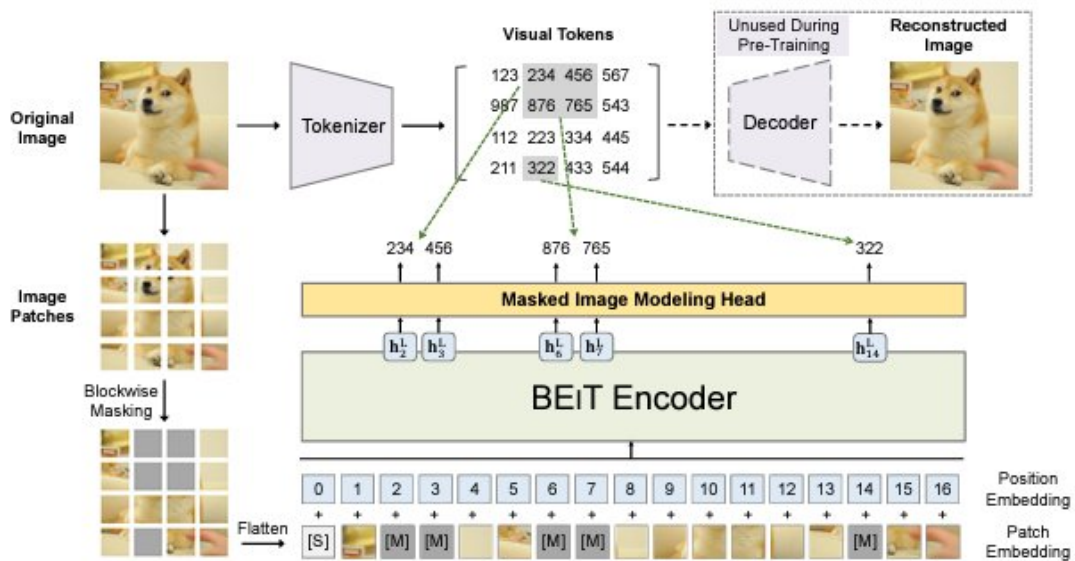 Unused During
Pre-Training
Reconstructed
Image
Visual Tokens
Original
Image
Tokenizer
123 234 456 567
987 876 765 543
112 223 334 445
211 322 433 544
Decoder
234 456 876 765 322
Image
Patches
Masked Image Modeling Head
h₂ᴸ h₃ᴸ h₆ᴸ h₇ᴸ h₁₄ᴸ
Blockwise
Masking
BEIT Encoder
0 1 2 3 4 5 6 7 8 9 10 11 12 13 14 15 16
Position
Embedding
+ + + + + + + + + + + + + + + + +
Flatten
[S] [M] [M] [M] [M] [M]
Patch
Embedding